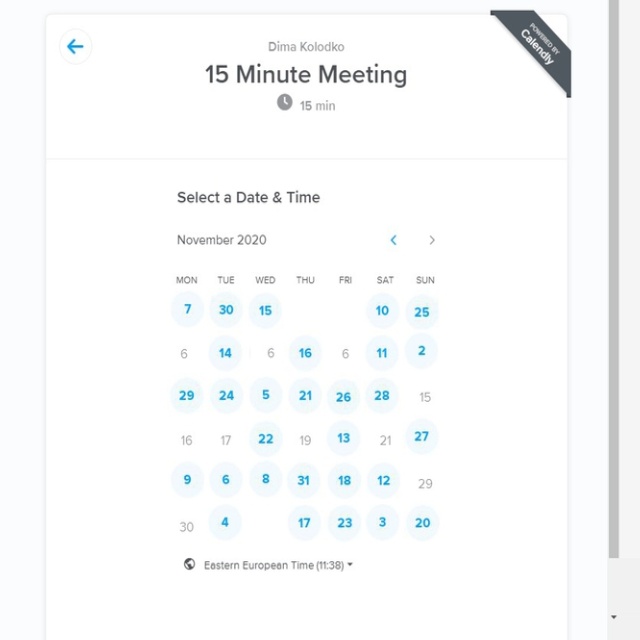 POWERED BY
Calendly
Dima Kolodko
15 Minute Meeting
15 min
Select a Date & Time
November 2020
MON TUE WED THU FRI SAT SUN
7 30 15 10 25
6 14 6 16 6 11 2
29 24 5 21 26 28 15
16 17 22 19 13 21 27
9 6 8 31 18 12 29
30 4 17 23 3 20
Eastern European Time (11:38)